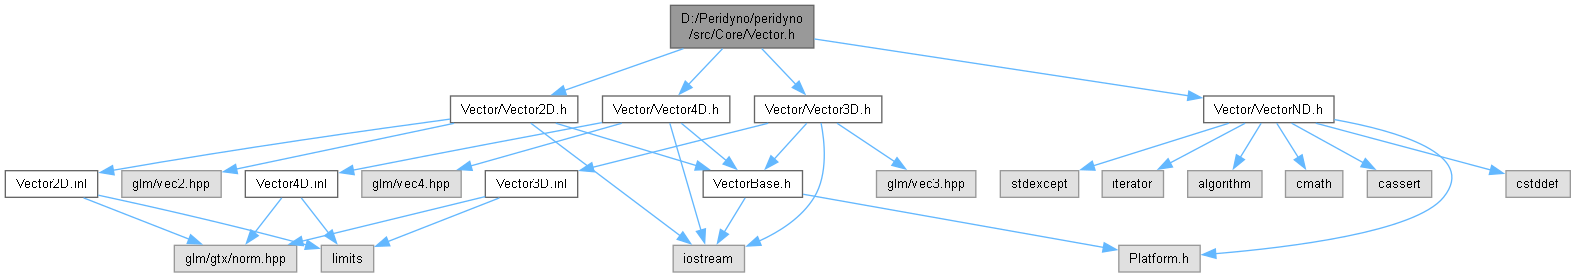 D:/Peridyno/peridyno
/src/Core/Vector.h
Vector/Vector2D.h
Vector/Vector4D.h
Vector/Vector3D.h
Vector/VectorND.h
Vector2D.inl
glm/vec2.hpp
Vector4D.inl
glm/vec4.hpp
Vector3D.inl
VectorBase.h
glm/vec3.hpp
stdexcept
iterator
algorithm
cmath
cassert
cstddef
glm/gtx/norm.hpp
limits
iostream
Platform.h